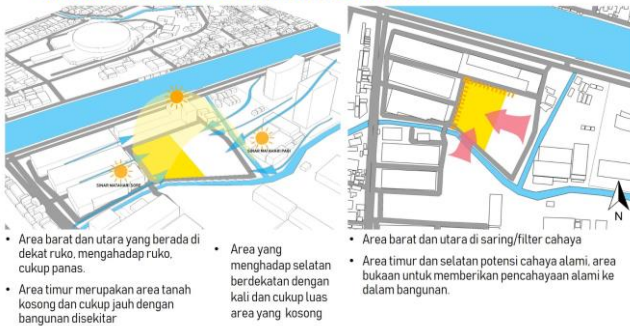 SINAR MATAHARI PAGI
SINAR MATAHARI SORE
N
• Area barat dan utara yang berada di
dekat ruko, mengahadap ruko,
cukup panas.
• Area timur merupakan area tanah
kosong dan cukup jauh dengan
bangunan disekitar
• Area yang
menghadap selatan
berdekatan dengan
kali dan cukup luas
area yang kosong
• Area barat dan utara di saring/filter cahaya
• Area timur dan selatan potensi cahaya alami, area
bukaan untuk memberikan pencahayaan alami ke
dalam bangunan.